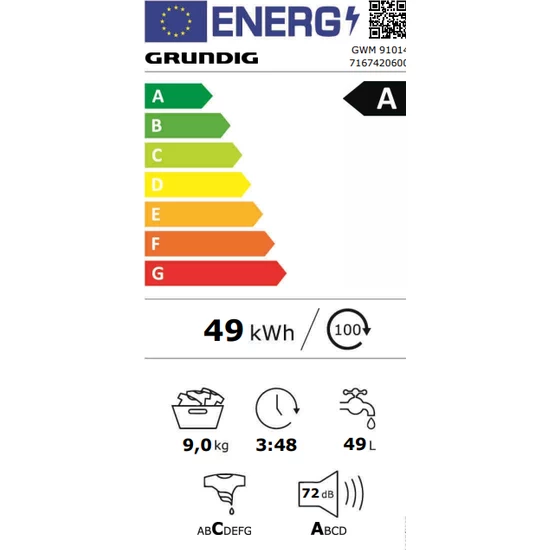 ENERG
GRUNDIG
GWM 91014
7167420600
A
A
B
C
D
E
F
G
49 kWh
100
9,0 kg
3:48
49 L
72 dB
ABCDEFG
ABCD